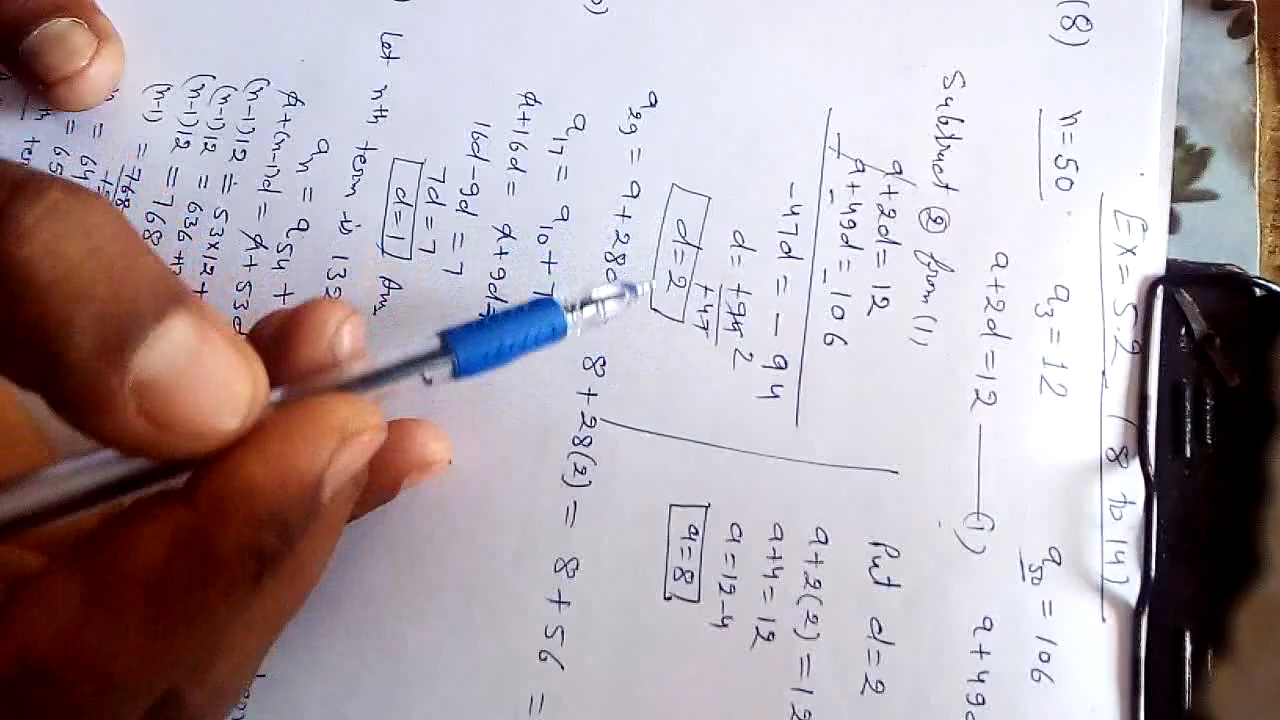 Ex = 5.2 (8 to 14)
(8) n=50 a3 = 12 a50 = 106
a+2d=12 —(1) a+49d
Substruct ② from (1)
a+2d=12
a+49d=106
-47d = -94
d= +94 2
+47
d=2
Put d=2
a+2(2)=12
a+4=12
a=12-4
a=8
a29 = a+28d = 8+28(2) = 8+56 =
a17 = a10+7
a+16d = a+9d+
16d-9d = 7
7d=7
d=1 Ans
Let nth term is 132
an = a54 +
a+(n-1)d = a+53d
(n-1)12 = 53×12+
(n-1)12 = 636+
(n-1)12 = 768
(n-1) = 768
= 64
= 65
term